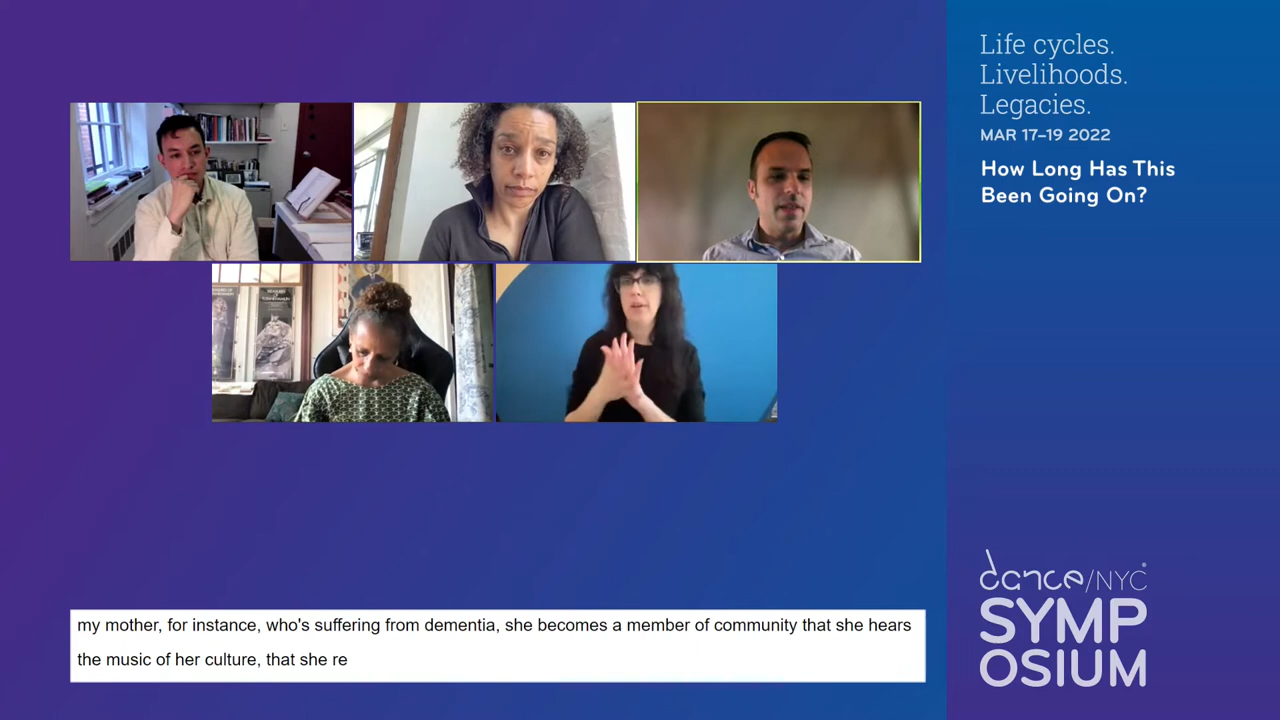 Life cycles.
Livelihoods.
Legacies.
MAR 17–19 2022
How Long Has This
Been Going On?
my mother, for instance, who's suffering from dementia, she becomes a member of community that she hears
the music of her culture, that she re
dance/NYC
SYMP
OSIUM